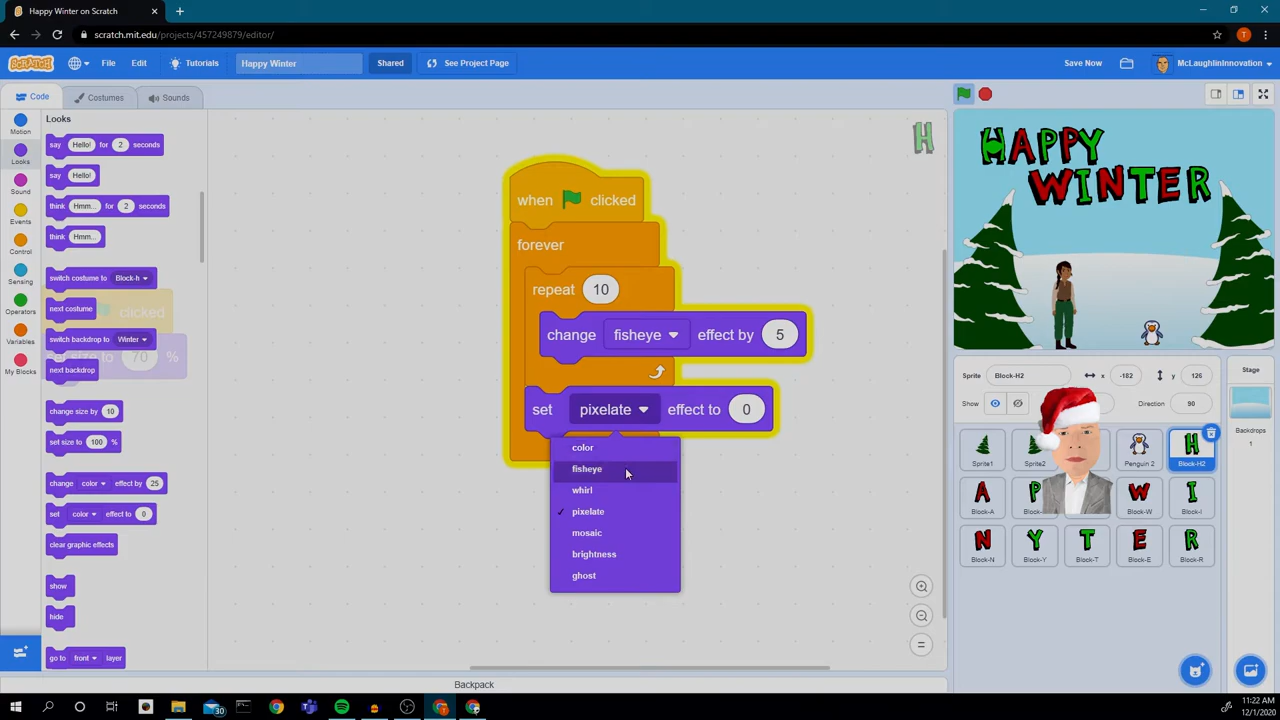 Happy Winter on Scratch
scratch.mit.edu/projects/457249879/editor/
T
SCRATCH
File
Edit
Tutorials
Happy Winter
Shared
See Project Page
Save Now
McLaughlinInnovation
Code
Costumes
Sounds
Motion
Looks
Sound
Events
Control
Sensing
Operators
Variables
My Blocks
Looks
say Hello! for 2 seconds
say Hello!
think Hmm... for 2 seconds
think Hmm...
switch costume to Block-h
next costume
switch backdrop to Winter
next backdrop
change size by 10
set size to 100 %
change color effect by 25
set color effect to 0
clear graphic effects
show
hide
go to front layer
clicked
set size to 70 %
when clicked
forever
repeat 10
change fisheye effect by 5
set pixelate effect to 0
color
fisheye
whirl
✓ pixelate
mosaic
brightness
ghost
H
HAPPY
WINTER
Sprite
Block-H2
x -182
y 126
Show
Direction 90
Stage
Backdrops
1
Sprite1
Sprite2
Penguin 2
H
Block-H2
A
Block-A
W
Block-W
I
Block-I
N
Block-N
Y
Block-Y
T
Block-T
E
Block-E
R
Block-R
Backpack
30
11:22 AM
12/1/2020